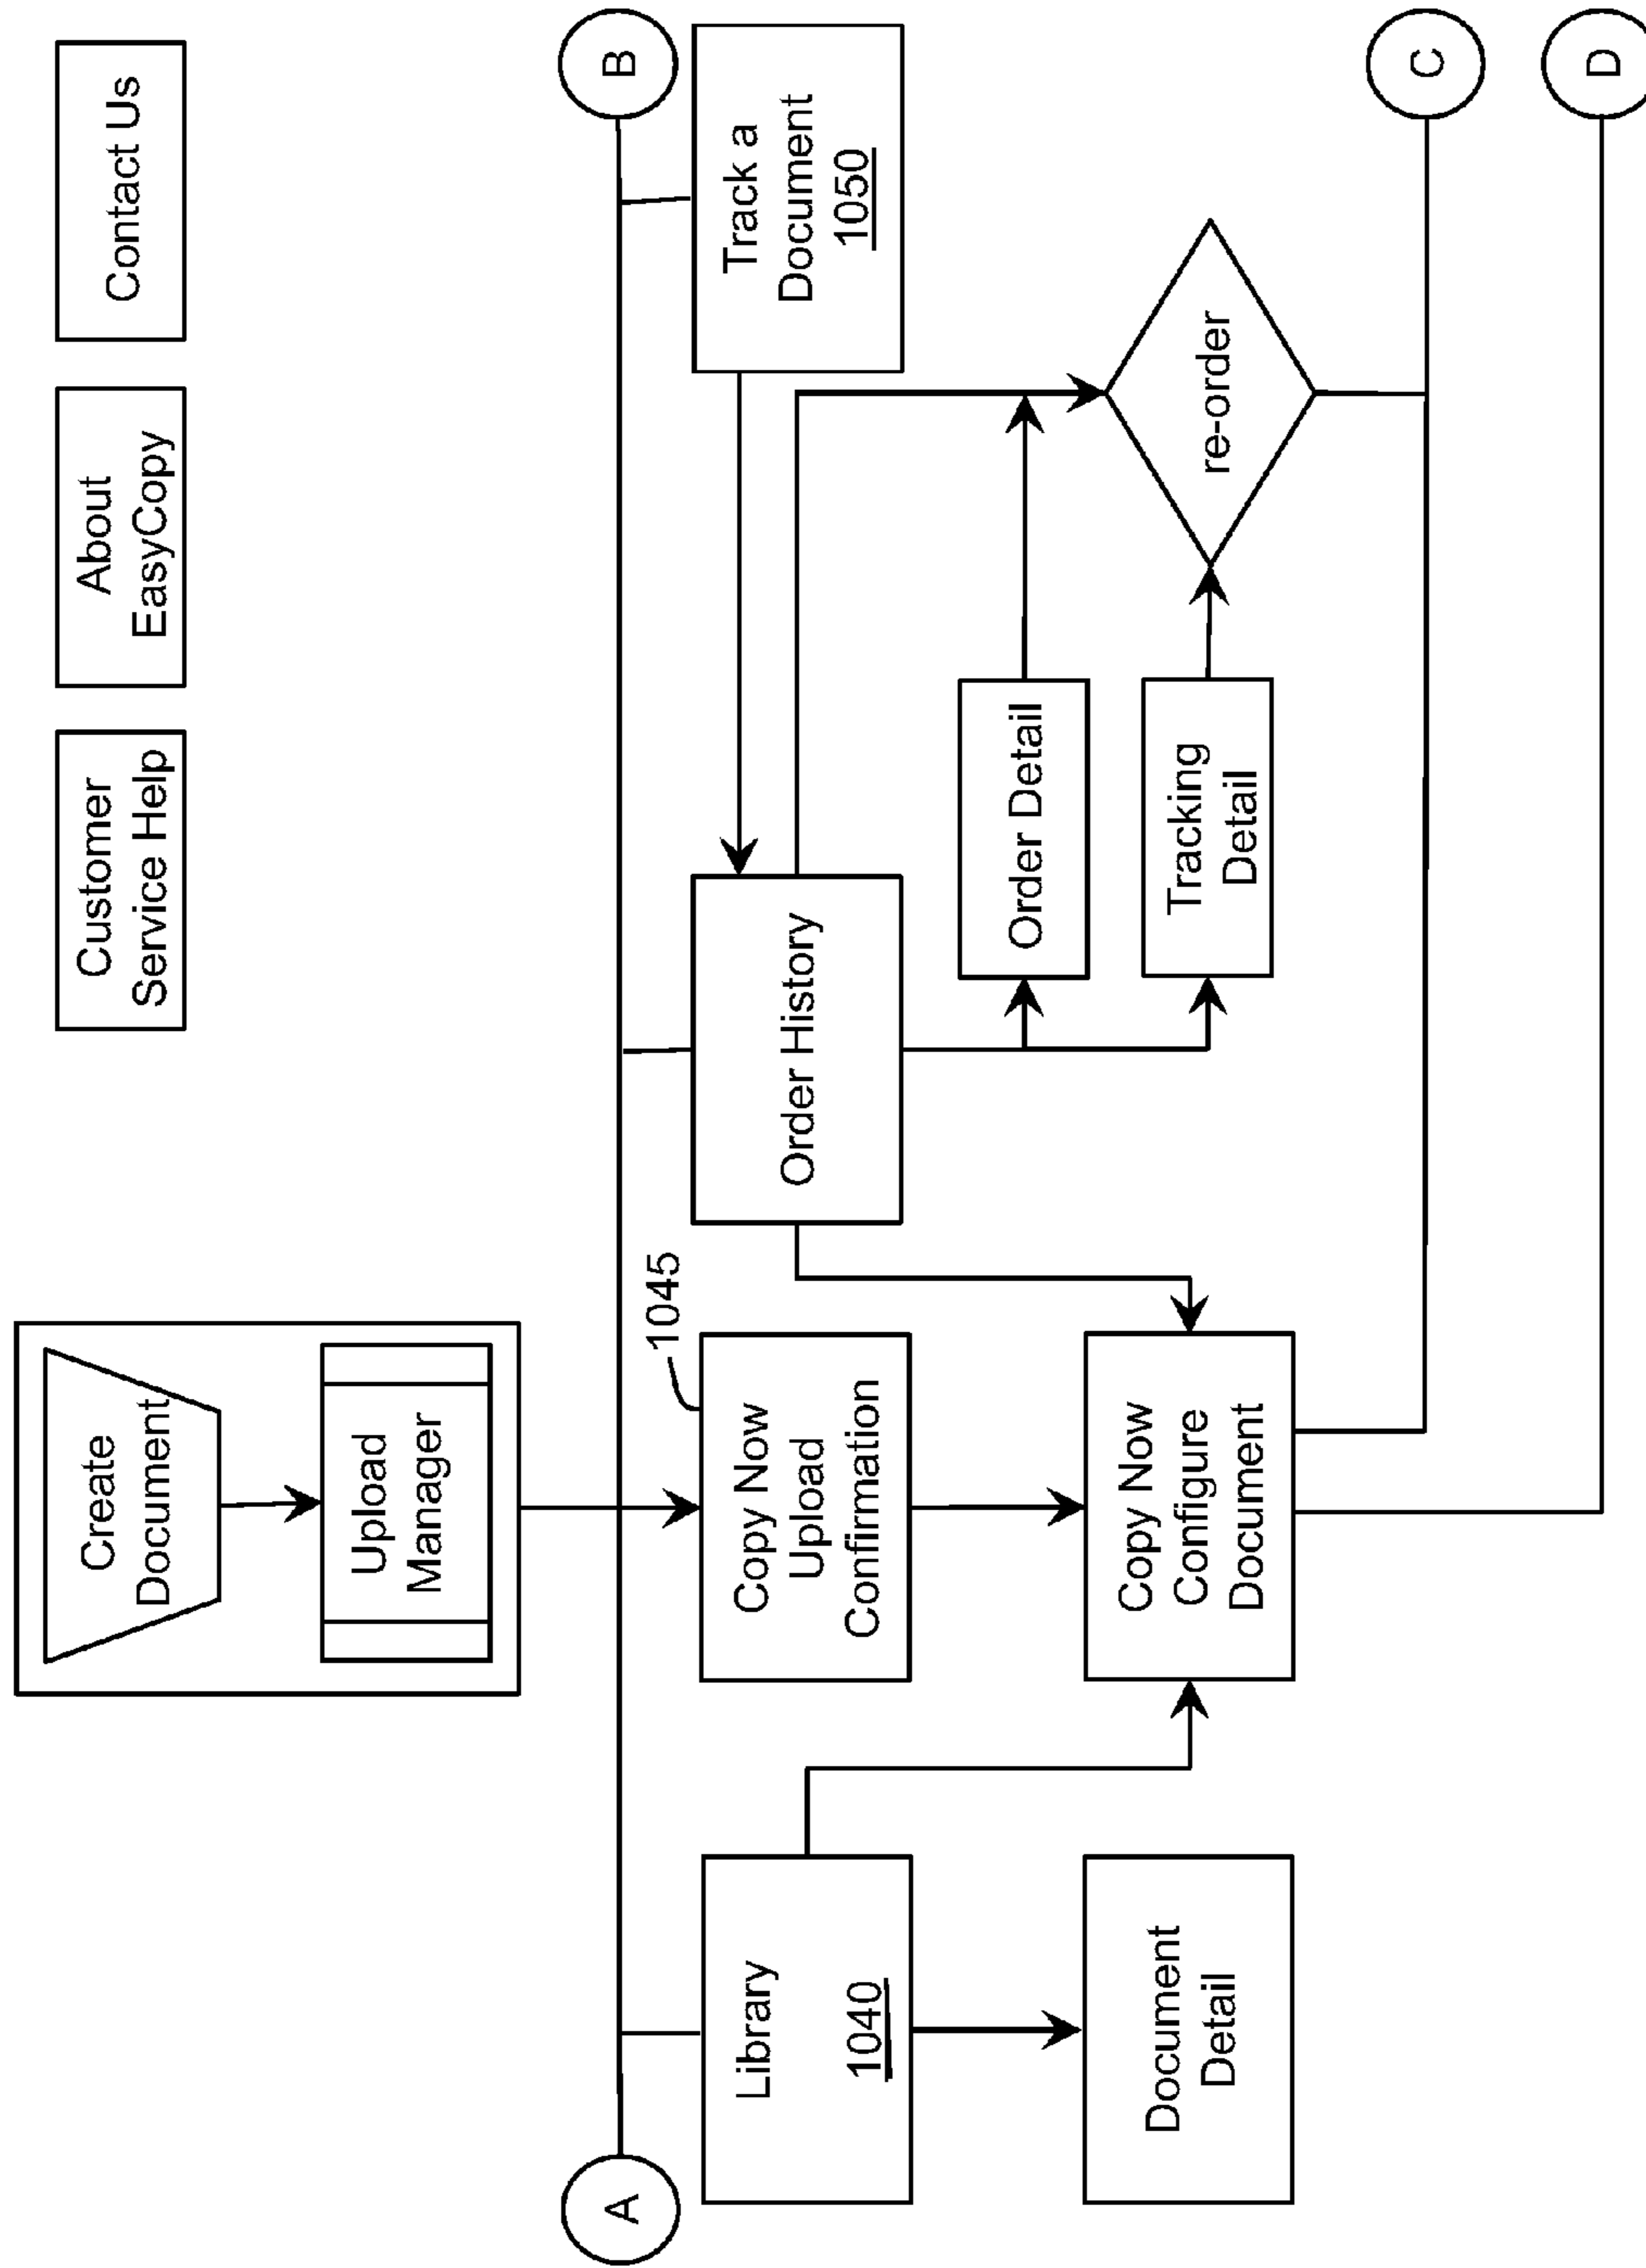 Create
Document
Upload
Manager
Customer
Service Help
About
EasyCopy
Contact Us
A
B
Library
1040
Copy Now
Upload
Confirmation
1045
Order History
Track a
Document
1050
Document
Detail
Copy Now
Configure
Document
Order Detail
Tracking
Detail
re-order
C
D